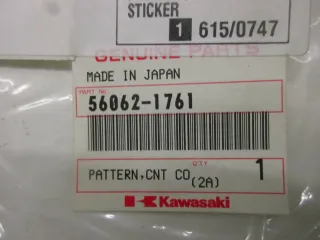 STICKER
1 615/0747
GENUINE PARTS
MADE IN JAPAN
PART NO.
56062-1761
PATTERN,CNT CO
(2A)
Q'TY
1
Kawasaki